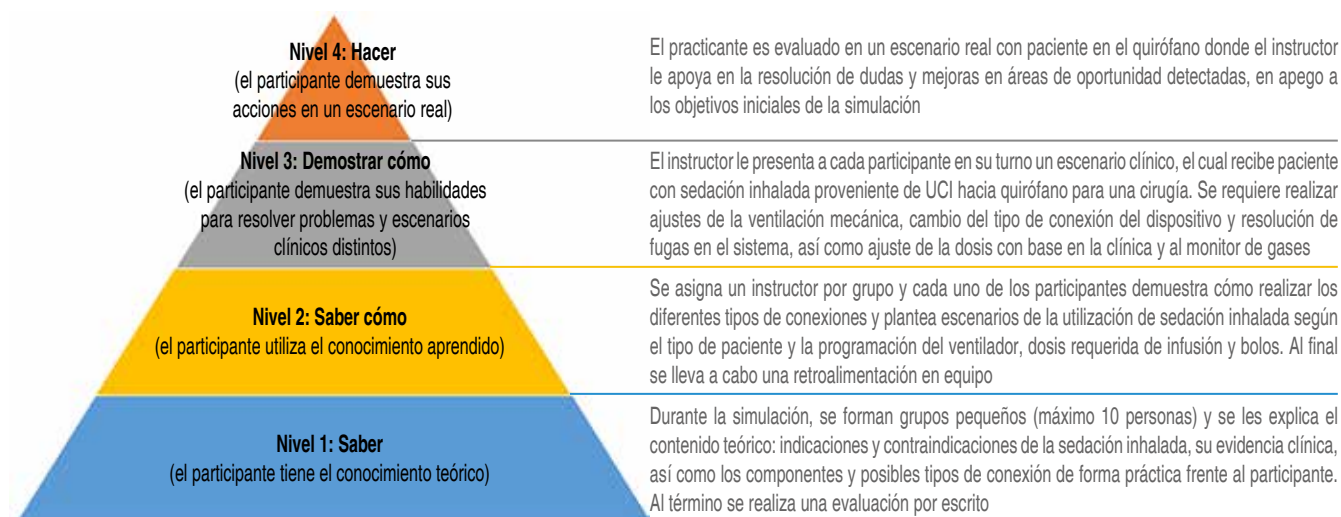 Nivel 4: Hacer
(el participante demuestra sus
acciones en un escenario real)
El practicante es evaluado en un escenario real con paciente en el quirófano donde el instructor
le apoya en la resolución de dudas y mejoras en áreas de oportunidad detectadas, en apego a
los objetivos iniciales de la simulación
Nivel 3: Demostrar cómo
(el participante demuestra sus habilidades
para resolver problemas y escenarios
clínicos distintos)
El instructor le presenta a cada participante en su turno un escenario clínico, el cual recibe paciente
con sedación inhalada proveniente de UCI hacia quirófano para una cirugía. Se requiere realizar
ajustes de la ventilación mecánica, cambio del tipo de conexión del dispositivo y resolución de
fugas en el sistema, así como ajuste de la dosis con base en la clínica y al monitor de gases
Nivel 2: Saber cómo
(el participante utiliza el conocimiento aprendido)
Se asigna un instructor por grupo y cada uno de los participantes demuestra cómo realizar los
diferentes tipos de conexiones y plantea escenarios de la utilización de sedación inhalada según
el tipo de paciente y la programación del ventilador, dosis requerida de infusión y bolos. Al final
se lleva a cabo una retroalimentación en equipo
Nivel 1: Saber
(el participante tiene el conocimiento teórico)
Durante la simulación, se forman grupos pequeños (máximo 10 personas) y se les explica el
contenido teórico: indicaciones y contraindicaciones de la sedación inhalada, su evidencia clínica,
así como los componentes y posibles tipos de conexión de forma práctica frente al participante.
Al término se realiza una evaluación por escrito